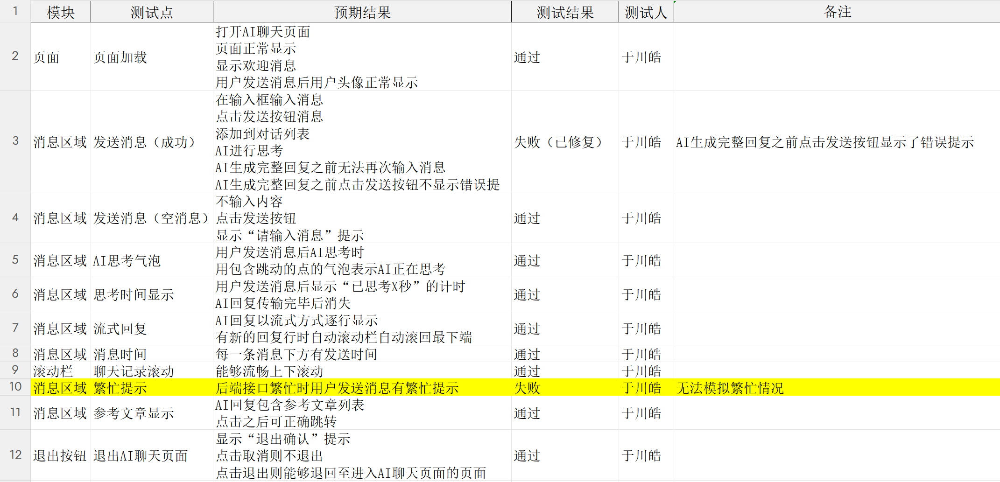 1 模块 测试点 预期结果 测试结果 测试人 备注
2 页面 页面加载 打开AI聊天页面
页面正常显示
显示欢迎消息
用户发送消息后用户头像正常显示 通过 于川皓
3 消息区域 发送消息（成功） 在输入框输入消息
点击发送按钮消息
添加到对话列表
AI进行思考
AI生成完整回复之前无法再次输入消息
AI生成完整回复之前点击发送按钮不显示错误提 失败（已修复） 于川皓 AI生成完整回复之前点击发送按钮显示了错误提示
4 消息区域 发送消息（空消息） 不输入内容
点击发送按钮
显示“请输入消息”提示 通过 于川皓
5 消息区域 AI思考气泡 用户发送消息后AI思考时
用包含跳动的点的气泡表示AI正在思考 通过 于川皓
6 消息区域 思考时间显示 用户发送消息后显示“已思考X秒”的计时
AI回复传输完毕后消失 通过 于川皓
7 消息区域 流式回复 AI回复以流式方式逐行显示
有新的回复行时自动滚动栏自动滚回最下端 通过 于川皓
8 消息区域 消息时间 每一条消息下方有发送时间 通过 于川皓
9 滚动栏 聊天记录滚动 能够流畅上下滚动 通过 于川皓
10 消息区域 繁忙提示 后端接口繁忙时用户发送消息有繁忙提示 失败 于川皓 无法模拟繁忙情况
11 消息区域 参考文章显示 AI回复包含参考文章列表
点击之后可正确跳转 通过 于川皓
12 退出按钮 退出AI聊天页面 显示“退出确认”提示
点击取消则不退出
点击退出则能够退回至进入AI聊天页面的页面 通过 于川皓